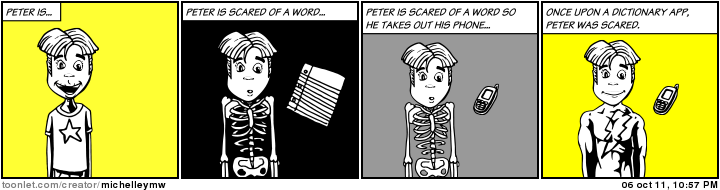 PETER IS...
PETER IS SCARED OF A WORD...
PETER IS SCARED OF A WORD SO
HE TAKES OUT HIS PHONE...
ONCE UPON A DICTIONARY APP,
PETER WAS SCARED.
toonlet.com/creator/michelleymw
06 oct 11, 10:57 PM